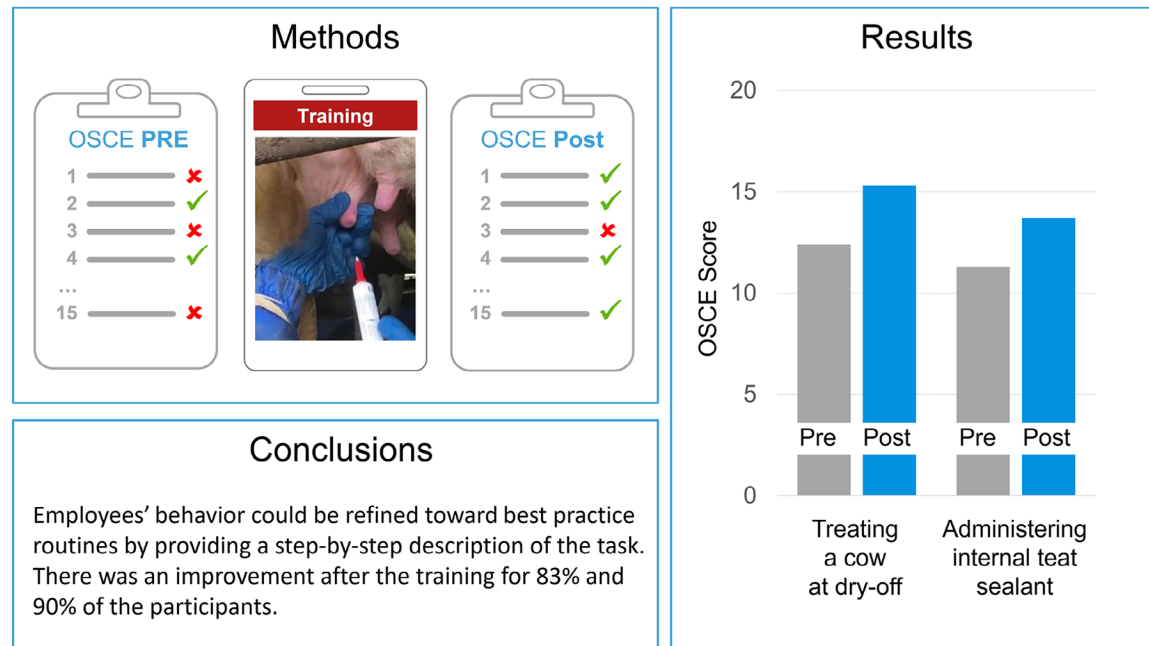 Methods
OSCE PRE
1
2
3
4
...
15
Training
OSCE Post
1
2
3
4
...
15
Conclusions
Employees’ behavior could be refined toward best practice
routines by providing a step-by-step description of the task.
There was an improvement after the training for 83% and
90% of the participants.
Results
OSCE Score
20
15
10
5
0
Pre Post Pre Post
Treating
a cow
at dry-off
Administering
internal teat
sealant